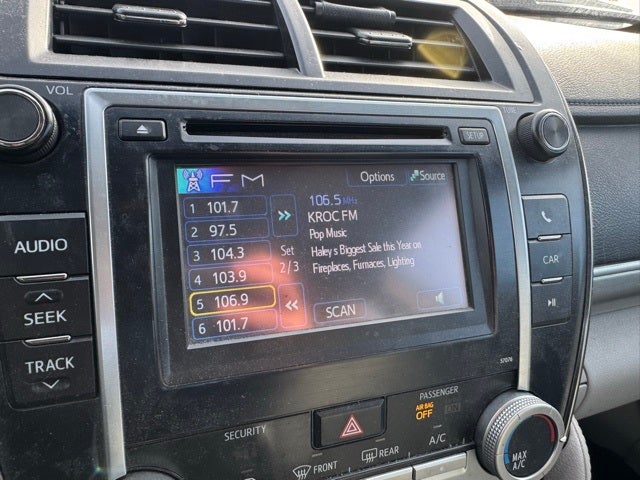 VOL
TUNE
SETUP
FM
Options
Source
1 101.7
2 97.5
3 104.3
4 103.9
5 106.9
6 101.7
Set
2/3
106.5 MHz
KROC FM
Pop Music
Haley s Biggest Sale this Year on
Fireplaces, Furnaces, Lighting
SCAN
AUDIO
SEEK
TRACK
CAR
57076
SECURITY
PASSENGER
AIR BAG
OFF
FRONT
REAR
A/C
MAX
A/C